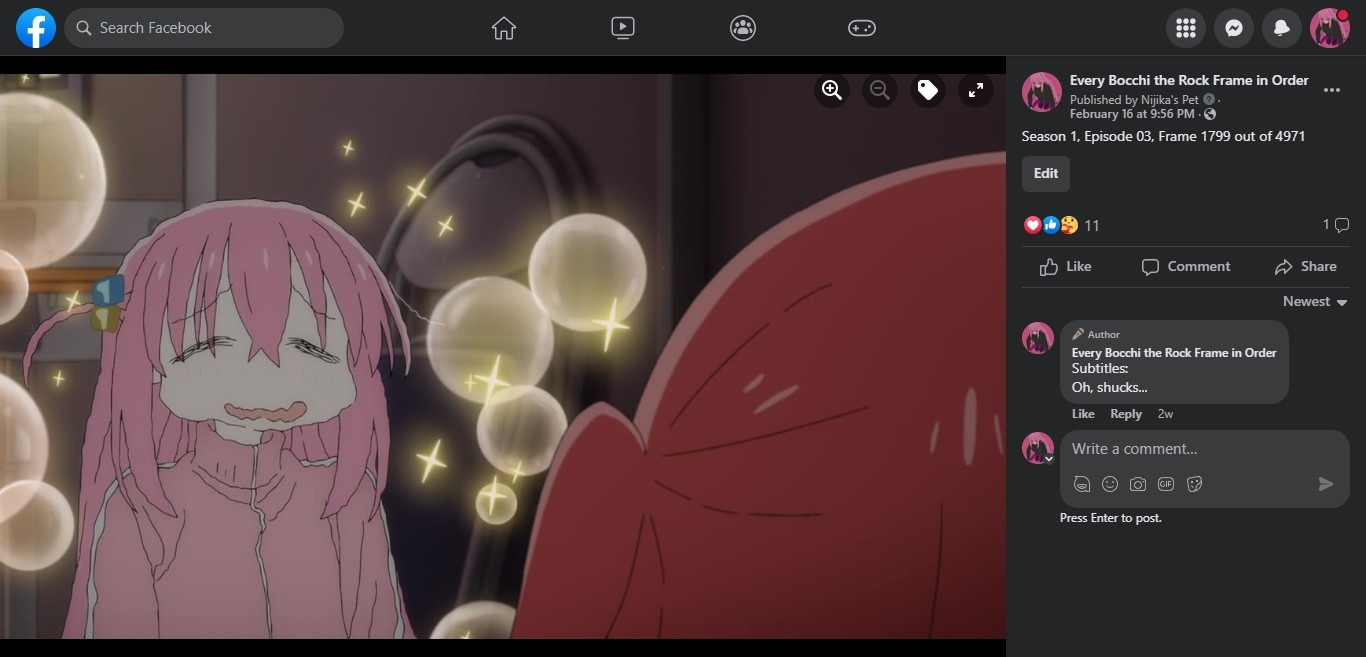 Search Facebook
Every Bocchi the Rock Frame in Order
Published by Nijika's Pet ·
February 16 at 9:56 PM ·
Season 1, Episode 03, Frame 1799 out of 4971
Edit
11
1
Like
Comment
Share
Newest
Author
Every Bocchi the Rock Frame in Order
Subtitles:
Oh, shucks...
Like Reply 2w
Write a comment...
GIF
Press Enter to post.